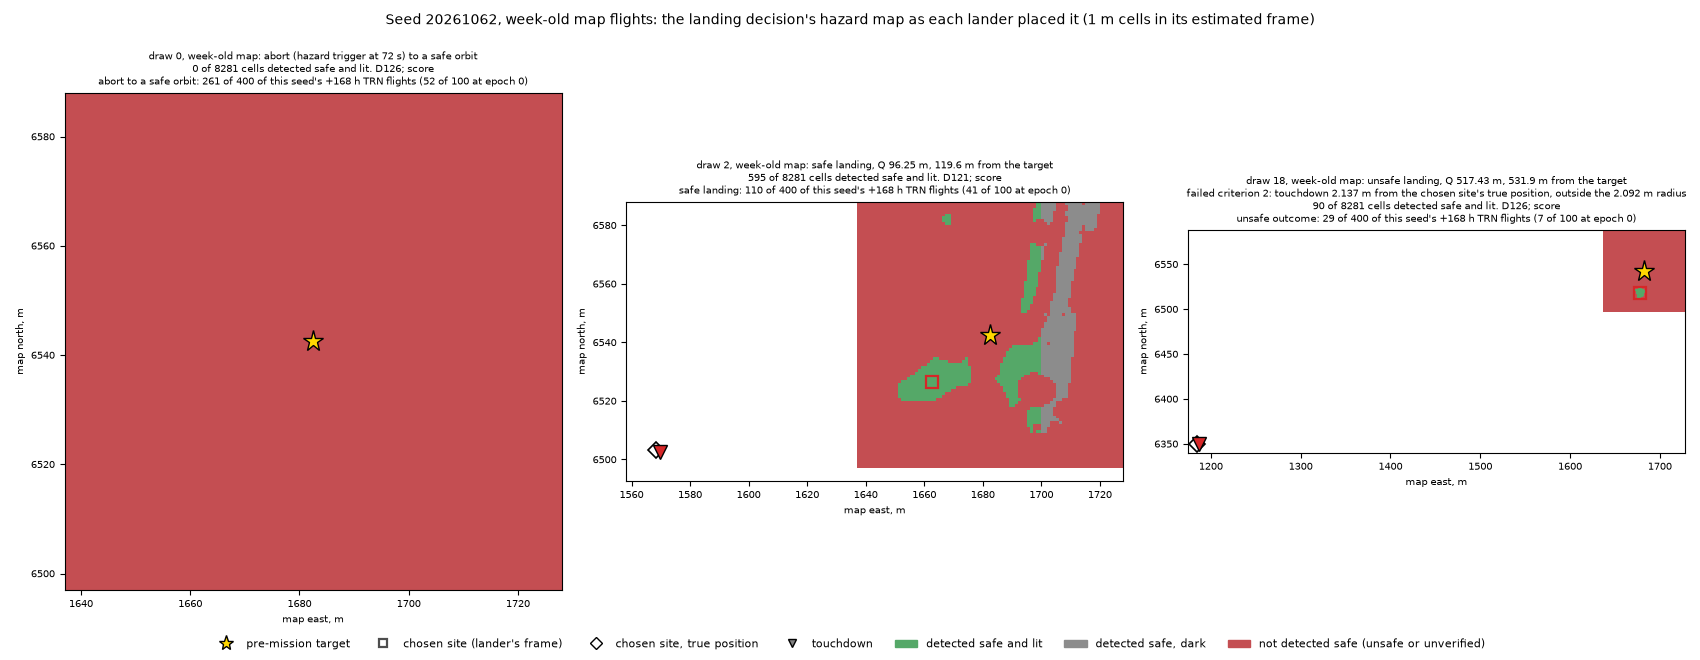 Seed 20261062, week-old map flights: the landing decision's hazard map as each lander placed it (1 m cells in its estimated frame)
draw 0, week-old map: abort (hazard trigger at 72 s) to a safe orbit
0 of 8281 cells detected safe and lit. D126; score
abort to a safe orbit: 261 of 400 of this seed's +168 h TRN flights (52 of 100 at epoch 0)
6580
6560
6540
6520
6500
map north, m
1640
1660
1680
1700
1720
map east, m
draw 2, week-old map: safe landing, Q 96.25 m, 119.6 m from the target
595 of 8281 cells detected safe and lit. D121; score
safe landing: 110 of 400 of this seed's +168 h TRN flights (41 of 100 at epoch 0)
6580
6560
6540
6520
6500
map north, m
1560
1580
1600
1620
1640
1660
1680
1700
1720
map east, m
draw 18, week-old map: unsafe landing, Q 517.43 m, 531.9 m from the target
failed criterion 2: touchdown 2.137 m from the chosen site's true position, outside the 2.092 m radius
90 of 8281 cells detected safe and lit. D126; score
unsafe outcome: 29 of 400 of this seed's +168 h TRN flights (7 of 100 at epoch 0)
6550
6500
6450
6400
6350
map north, m
1200
1300
1400
1500
1600
1700
map east, m
pre-mission target
chosen site (lander's frame)
chosen site, true position
touchdown
detected safe and lit
detected safe, dark
not detected safe (unsafe or unverified)